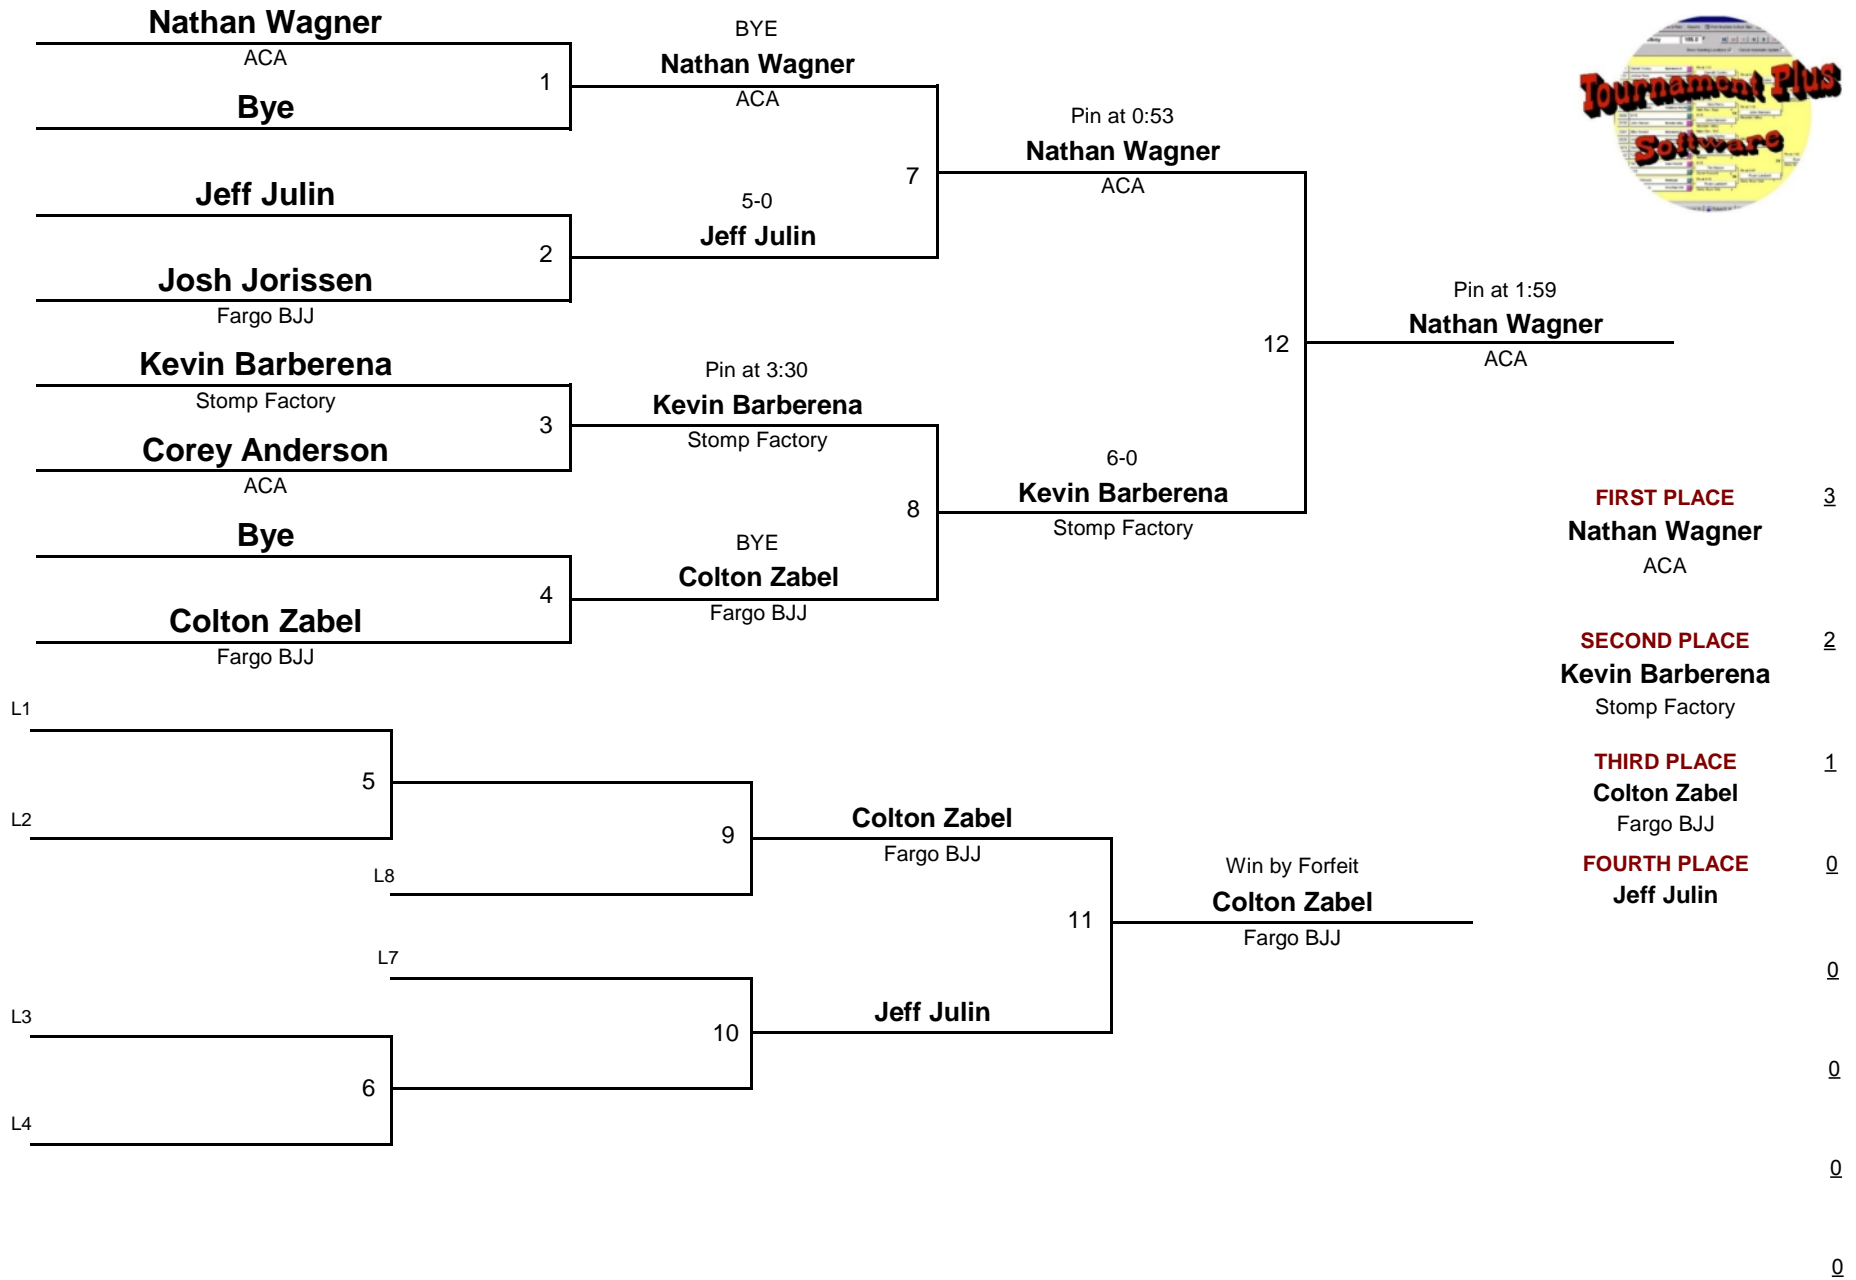 Nathan Wagner
ACA
1
Bye
BYE
Nathan Wagner
ACA
Jeff Julin
2
Josh Jorissen
Fargo BJJ
5-0
Jeff Julin
7
Pin at 0:53
Nathan Wagner
ACA
Kevin Barberena
Stomp Factory
3
Corey Anderson
ACA
Pin at 3:30
Kevin Barberena
Stomp Factory
Bye
4
Colton Zabel
Fargo BJJ
BYE
Colton Zabel
Fargo BJJ
8
6-0
Kevin Barberena
Stomp Factory
12
Pin at 1:59
Nathan Wagner
ACA
Tournament Plus
Software
FIRST PLACE 3
Nathan Wagner
ACA
SECOND PLACE 2
Kevin Barberena
Stomp Factory
THIRD PLACE 1
Colton Zabel
Fargo BJJ
FOURTH PLACE 0
Jeff Julin
0
0
0
0
L1
5
L2
9
L8
Colton Zabel
Fargo BJJ
L7
L3
6
L4
10
Jeff Julin
11
Win by Forfeit
Colton Zabel
Fargo BJJ